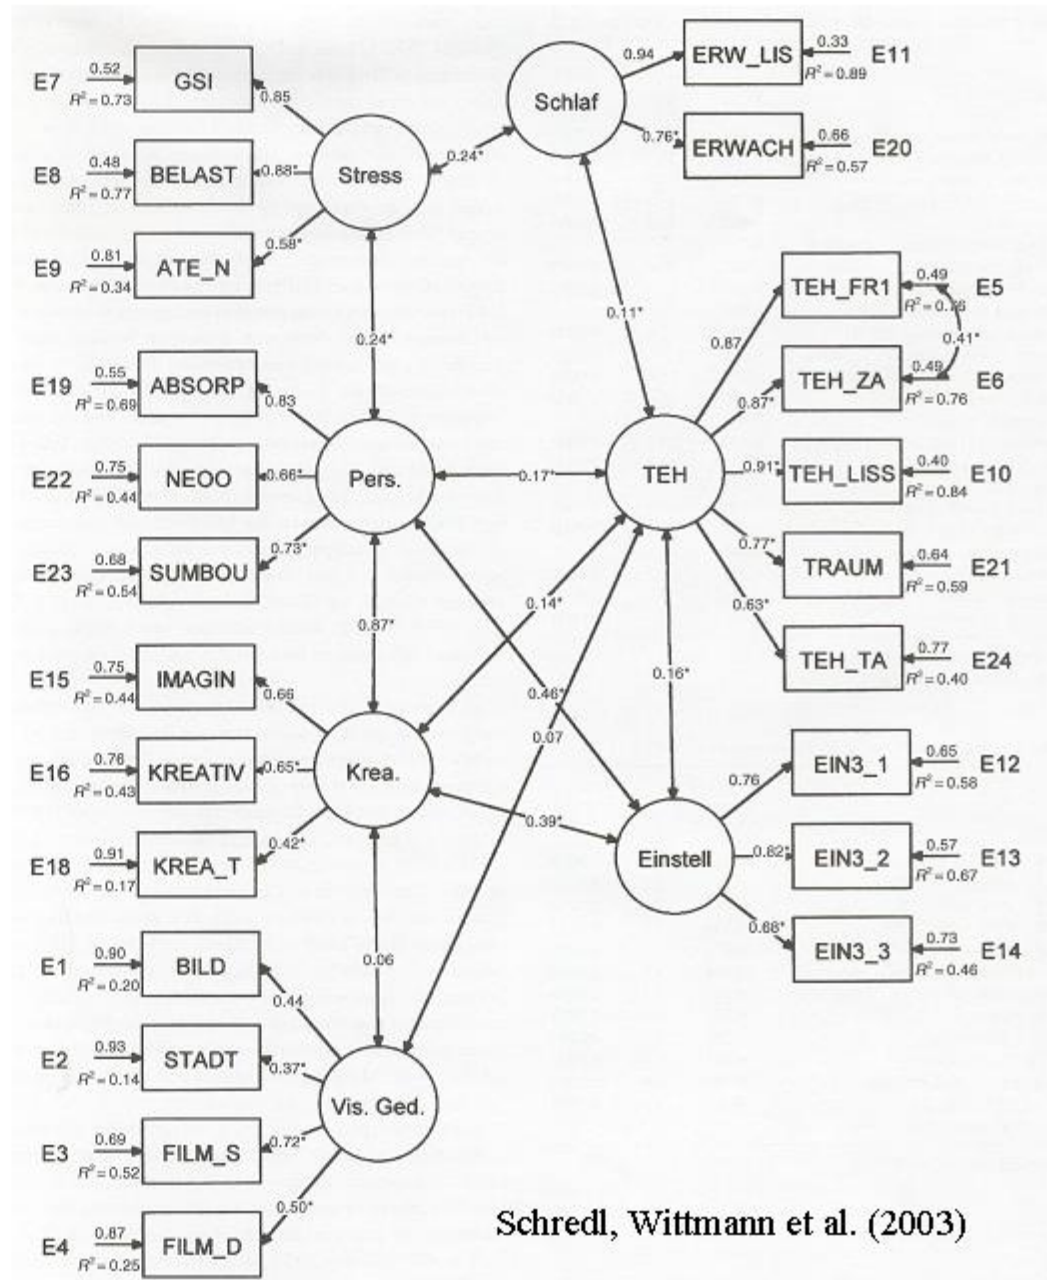 E7
0.52
R² = 0.73
GSI
0.85
E8
0.48
R² = 0.77
BELAST
0.88*
E9
0.81
R² = 0.34
ATE_N
0.58*
Stress
0.24*
Schlaf
0.94
ERW_LIS
0.33
R² = 0.89
E11
0.76*
ERWACH
0.66
R² = 0.57
E20
0.24*
0.11*
E19
0.55
R² = 0.69
ABSORP
0.83
E22
0.75
R² = 0.44
NEOO
0.66*
E23
0.68
R² = 0.54
SUMBOU
0.73*
Pers.
0.17*
TEH
0.87
TEH_FR1
0.49
R² = 0.76
E5
0.41*
0.87*
TEH_ZA
0.49
R² = 0.76
E6
0.91*
TEH_LISS
0.40
R² = 0.84
E10
0.77*
TRAUM
0.64
R² = 0.59
E21
0.63*
TEH_TA
0.77
R² = 0.40
E24
0.87*
0.14*
0.46*
0.07
0.16*
E15
0.75
R² = 0.44
IMAGIN
0.66
E16
0.76
R² = 0.43
KREATIV
0.65*
E18
0.91
R² = 0.17
KREA_T
0.42*
Krea.
0.39*
Einstell
0.76
EIN3_1
0.65
R² = 0.58
E12
0.82*
EIN3_2
0.57
R² = 0.67
E13
0.68*
EIN3_3
0.73
R² = 0.46
E14
0.06
E1
0.90
R² = 0.20
BILD
0.44
E2
0.93
R² = 0.14
STADT
0.37*
E3
0.69
R² = 0.52
FILM_S
0.72*
E4
0.87
R² = 0.25
FILM_D
0.50*
Vis. Ged.
Schredl, Wittmann et al. (2003)